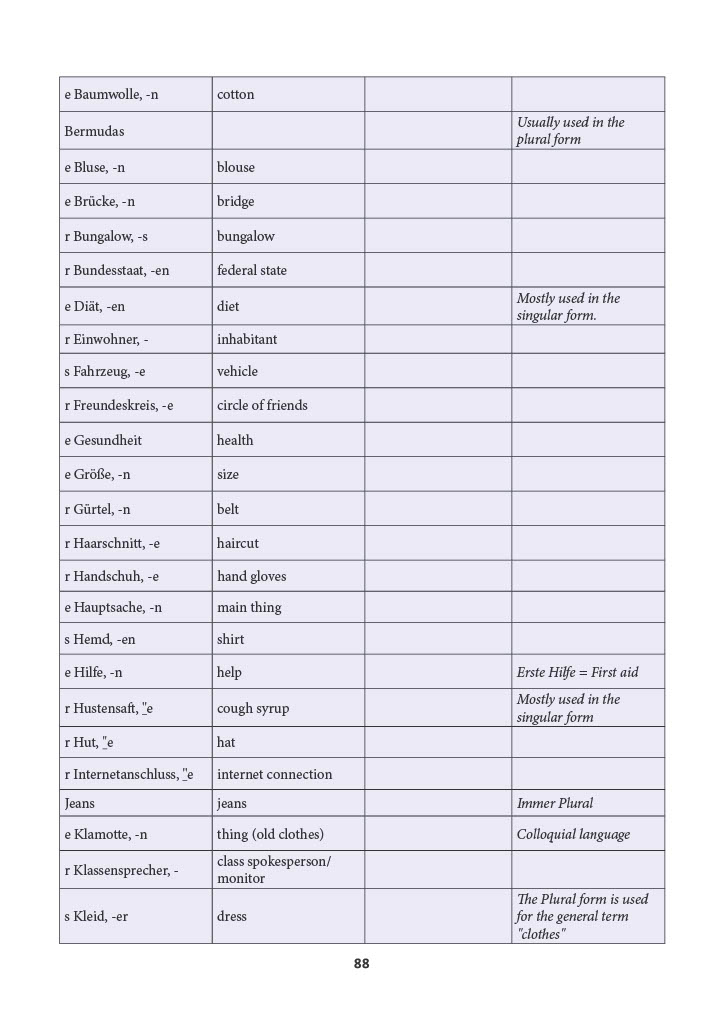 e Baumwolle, -n cotton
Bermudas Usually used in the
plural form
e Bluse, -n blouse
e Brücke, -n bridge
r Bungalow, -s bungalow
r Bundesstaat, -en federal state
e Diät, -en diet Mostly used in the
singular form.
r Einwohner, - inhabitant
s Fahrzeug, -e vehicle
r Freundeskreis, -e circle of friends
e Gesundheit health
e Größe, -n size
r Gürtel, -n belt
r Haarschnitt, -e haircut
r Handschuh, -e hand gloves
e Hauptsache, -n main thing
s Hemd, -en shirt
e Hilfe, -n help Erste Hilfe = First aid
r Hustensaft, "̲e cough syrup Mostly used in the
singular form
r Hut, "̲e hat
r Internetanschluss, "̲e internet connection
Jeans jeans Immer Plural
e Klamotte, -n thing (old clothes) Colloquial language
r Klassensprecher, - class spokesperson/
monitor
s Kleid, -er dress The Plural form is used
for the general term
"clothes"
88